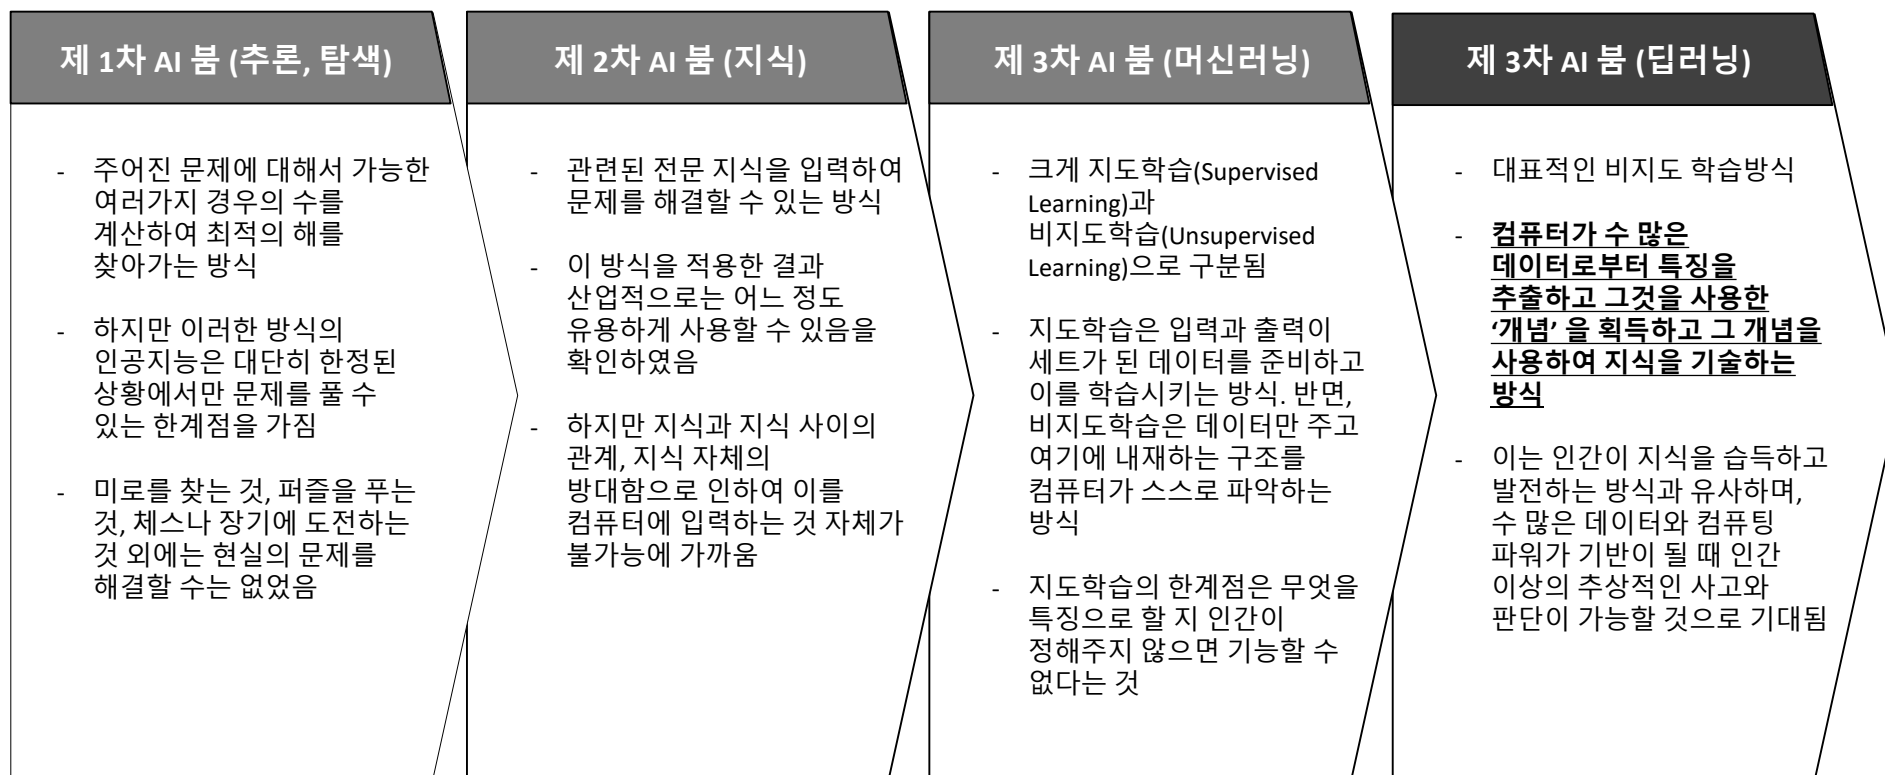 제 1차 AI 붐 (추론, 탐색)
- 주어진 문제에 대해서 가능한
여러가지 경우의 수를
계산하여 최적의 해를
찾아가는 방식
- 하지만 이러한 방식의
인공지능은 대단히 한정된
상황에서만 문제를 풀 수
있는 한계점을 가짐
- 미로를 찾는 것, 퍼즐을 푸는
것, 체스나 장기에 도전하는
것 외에는 현실의 문제를
해결할 수는 없었음
제 2차 AI 붐 (지식)
- 관련된 전문 지식을 입력하여
문제를 해결할 수 있는 방식
- 이 방식을 적용한 결과
산업적으로는 어느 정도
유용하게 사용할 수 있음을
확인하였음
- 하지만 지식과 지식 사이의
관계, 지식 자체의
방대함으로 인하여 이를
컴퓨터에 입력하는 것 자체가
불가능에 가까움
제 3차 AI 붐 (머신러닝)
- 크게 지도학습(Supervised
Learning)과
비지도학습(Unsupervised
Learning)으로 구분됨
- 지도학습은 입력과 출력이
세트가 된 데이터를 준비하고
이를 학습시키는 방식. 반면,
비지도학습은 데이터만 주고
여기에 내재하는 구조를
컴퓨터가 스스로 파악하는
방식
- 지도학습의 한계점은 무엇을
특징으로 할 지 인간이
정해주지 않으면 기능할 수
없다는 것
제 3차 AI 붐 (딥러닝)
- 대표적인 비지도 학습방식
- 컴퓨터가 수 많은
데이터로부터 특징을
추출하고 그것을 사용한
‘개념’ 을 획득하고 그 개념을
사용하여 지식을 기술하는
방식
- 이는 인간이 지식을 습득하고
발전하는 방식과 유사하며,
수 많은 데이터와 컴퓨팅
파워가 기반이 될 때 인간
이상의 추상적인 사고와
판단이 가능할 것으로 기대됨